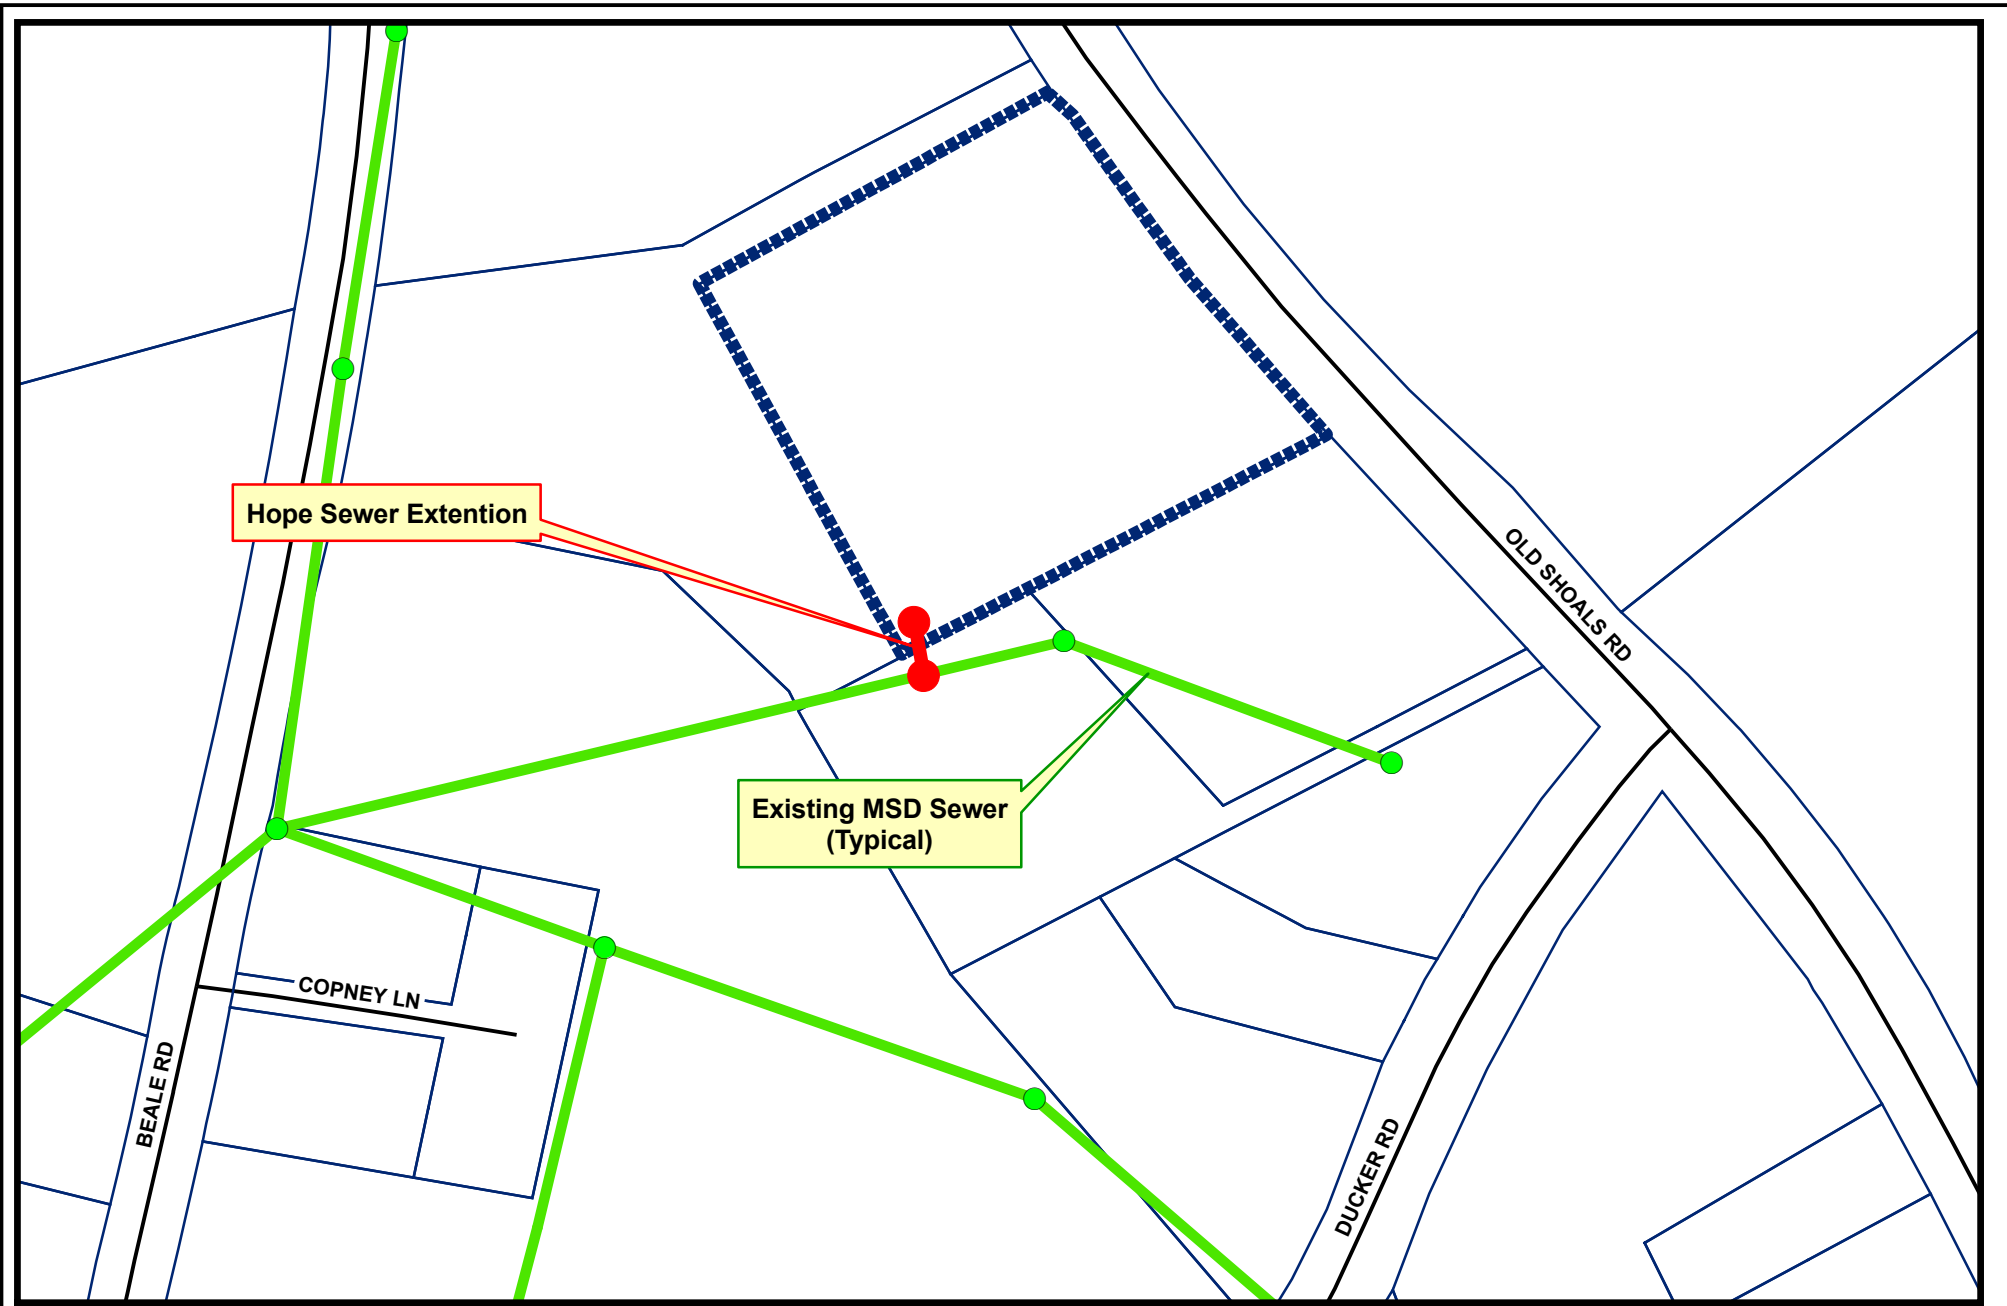 Hope Sewer Extention
OLD SHOALS RD
Existing MSD Sewer
(Typical)
COPNEY LN
BEALE RD
DUCKER RD